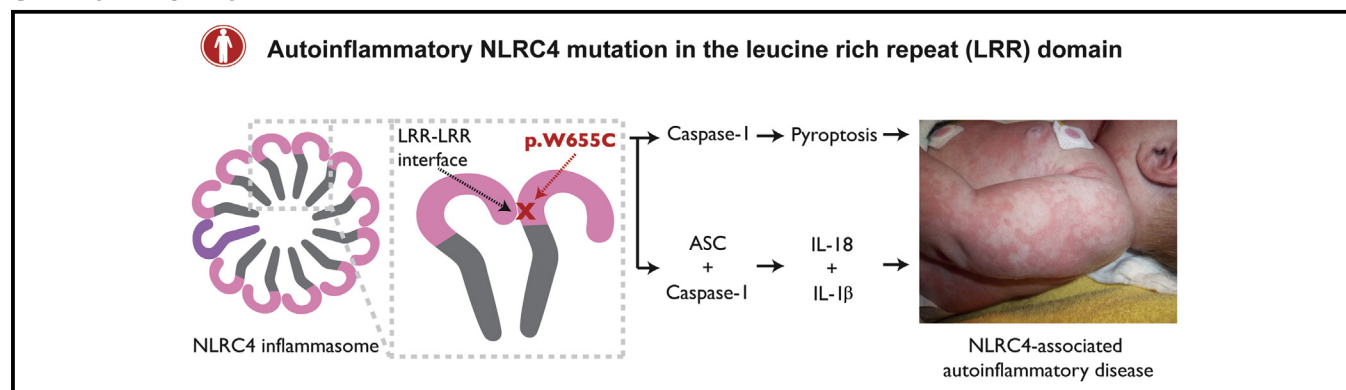 Autoinflammatory NLRC4 mutation in the leucine rich repeat (LRR) domain
LRR-LRR
interface
p.W655C
X
NLRC4 inflammasome
Caspase-1
Pyroptosis
ASC
+
Caspase-1
IL-18
+
IL-1β
NLRC4-associated
autoinflammatory disease